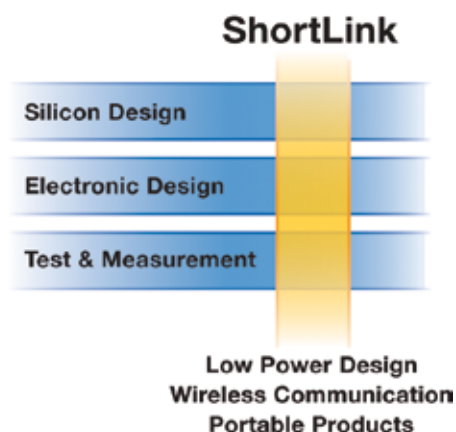 ShortLink
Silicon Design
Electronic Design
Test & Measurement
Low Power Design
Wireless Communication
Portable Products